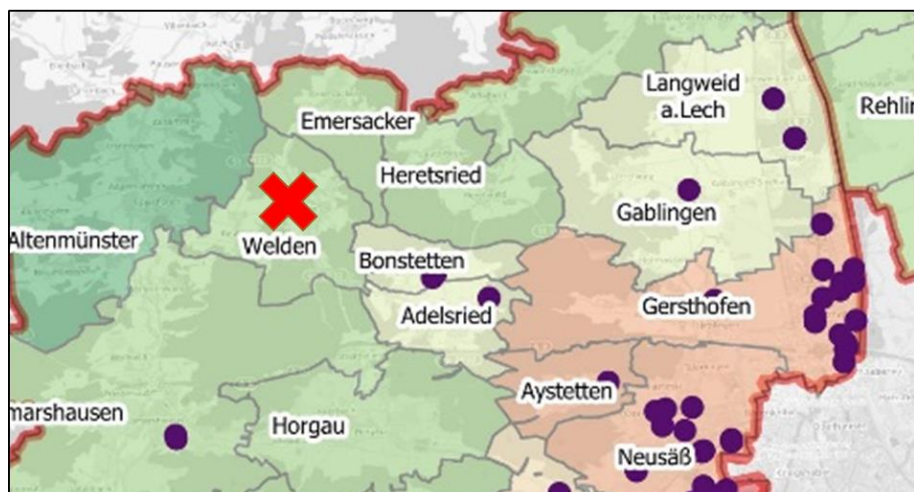 Langweid
a.Lech
Rehlin
Emersacker
Heretsried
Gablingen
Altenmünster
Welden
Bonstetten
Adelsried
Gersthofen
Aystetten
marshausen
Horgau
Neusäß